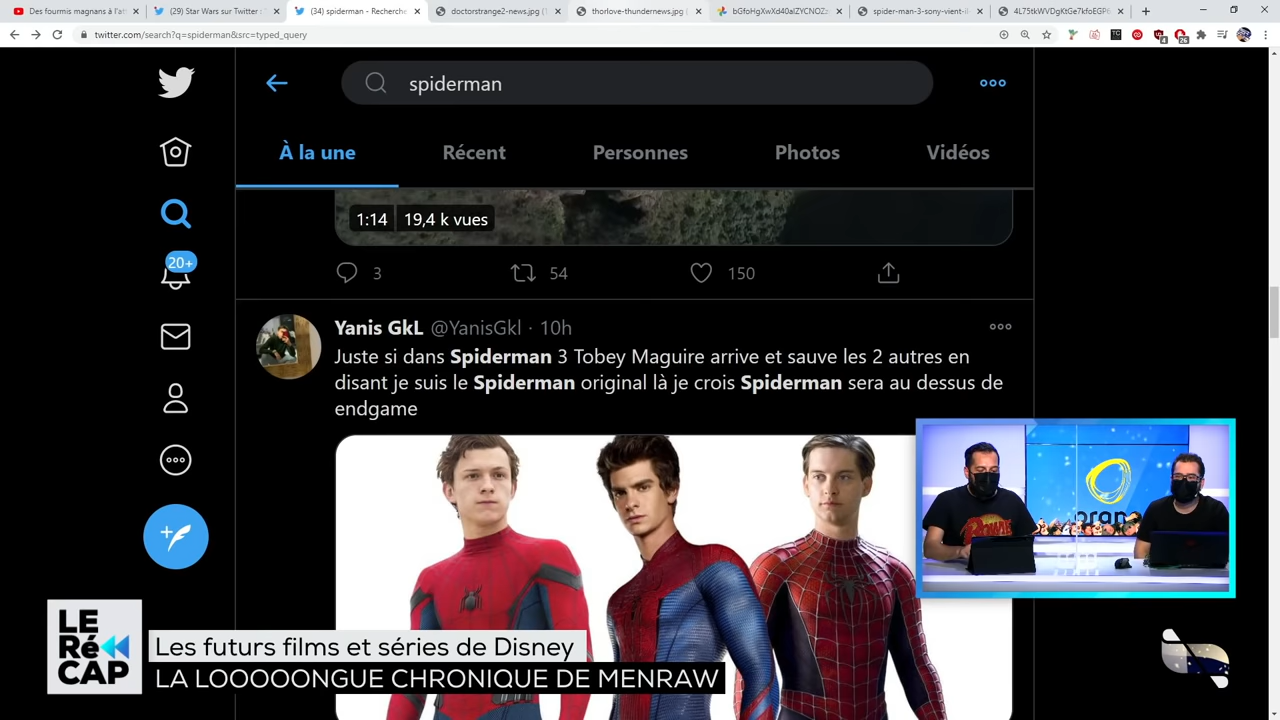 Des fourmis magnans à l'at
(29) Star Wars sur Twitter :
(34) spiderman - Recherche
doctorstrange2-news.jpg (1
thorlove-thundernews.jpg (
spider-man-3-sony-vient-il-
twitter.com/search?q=spiderman&src=typed_query
spiderman
À la une
Récent
Personnes
Photos
Vidéos
1:14
19,4 k vues
20+
3
54
150
Yanis GkL @YanisGkl · 10h
Juste si dans Spiderman 3 Tobey Maguire arrive et sauve les 2 autres en
disant je suis le Spiderman original là je crois Spiderman sera au dessus de
endgame
LE
Ré
CAP
Les futurs films et séries de Disney
LA LOOOOONGUE CHRONIQUE DE MENRAW